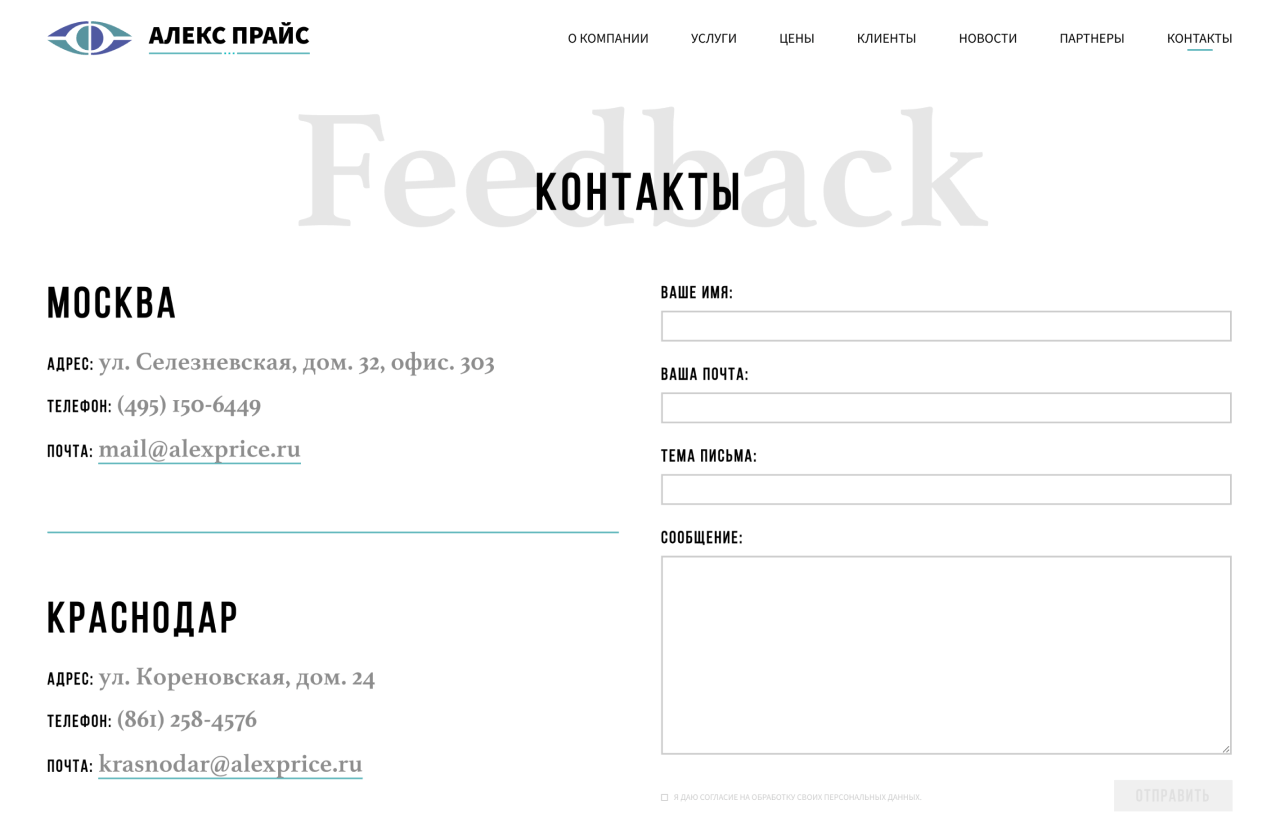 АЛЕКС ПРАЙС
О КОМПАНИИ УСЛУГИ ЦЕНЫ КЛИЕНТЫ НОВОСТИ ПАРТНЕРЫ КОНТАКТЫ
Feedback
КОНТАКТЫ
МОСКВА
АДРЕС: ул. Селезневская, дом. 32, офис. 303
ТЕЛЕФОН: (495) 150-6449
ПОЧТА: mail@alexprice.ru
КРАСНОДАР
АДРЕС: ул. Кореновская, дом. 24
ТЕЛЕФОН: (861) 258-4576
ПОЧТА: krasnodar@alexprice.ru
ВАШЕ ИМЯ:
ВАША ПОЧТА:
ТЕМА ПИСЬМА:
СООБЩЕНИЕ:
Я ДАЮ СОГЛАСИЕ НА ОБРАБОТКУ СВОИХ ПЕРСОНАЛЬНЫХ ДАННЫХ.
ОТПРАВИТЬ